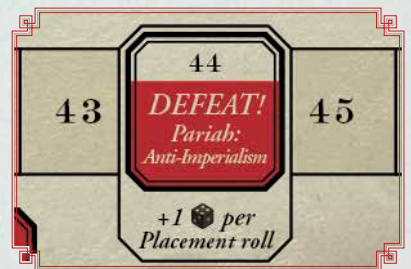 44
43
DEFEAT!
45
Pariah:
Anti-Imperialism
+1 per
Placement roll